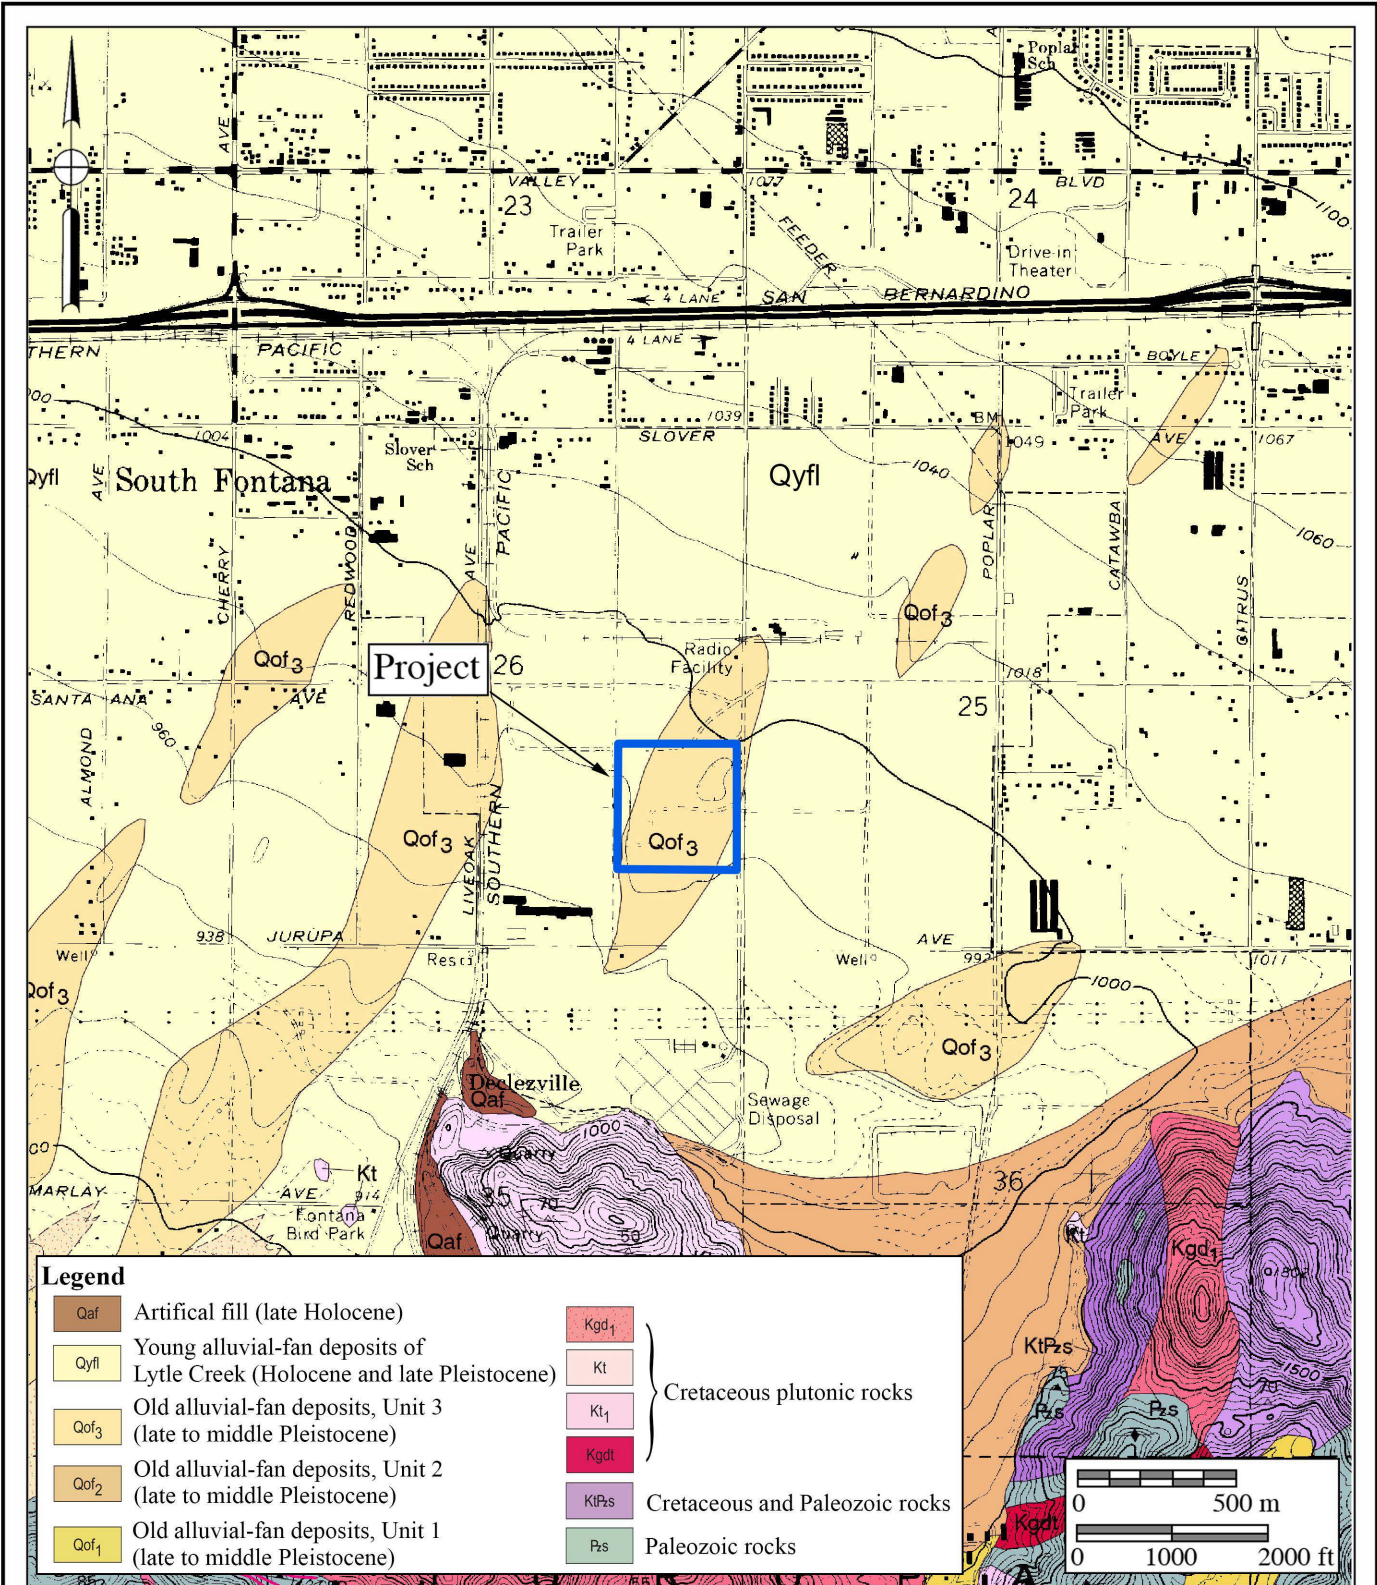 Poplar
Sch
AVE
VALLEY
1077
BLVD
23
24
1100
Trailer
Park
FEEDER
Drive-in
Theater
4 LANE
SAN
BERNARDINO
THERN
PACIFIC
4 LANE
BOYLE
Trailer
Park
1039
BM
1004
SLOVER
1049
AVE
1067
Slover
Sch
1040
Qyfl
AVE
South Fontana
PACIFIC
Qyfl
1060
CHERRY
REDWOOD
AVE
POPLAR
CATAWBA
CITRUS
Qof3
Qof3
Project
26
Radio
Facility
1018
SANTA ANA
AVE
25
960
ALMOND
Qof3
LIVEOAK
SOUTHERN
Qof3
938
JURUPA
AVE
Well
Well
992
1011
Qof3
1000
Qof3
Declezville
Qaf
Sewage
Disposal
1000
Quarry
Kt
MARLAY
AVE
914
35
70
36
Fontana
Bird Park
Quarry
50
Qaf
Kt
Kgd1
1802
KtPzs
75
1500
70
Pzs
Pzs
Kgdt
Legend
Qaf Artifical fill (late Holocene)
Qyfl Young alluvial-fan deposits of
Lytle Creek (Holocene and late Pleistocene)
Qof3 Old alluvial-fan deposits, Unit 3
(late to middle Pleistocene)
Qof2 Old alluvial-fan deposits, Unit 2
(late to middle Pleistocene)
Qof1 Old alluvial-fan deposits, Unit 1
(late to middle Pleistocene)
Kgd1
Kt
Kt1
Kgdt
Cretaceous plutonic rocks
KtPzs Cretaceous and Paleozoic rocks
Pzs Paleozoic rocks
0 500 m
0 1000 2000 ft